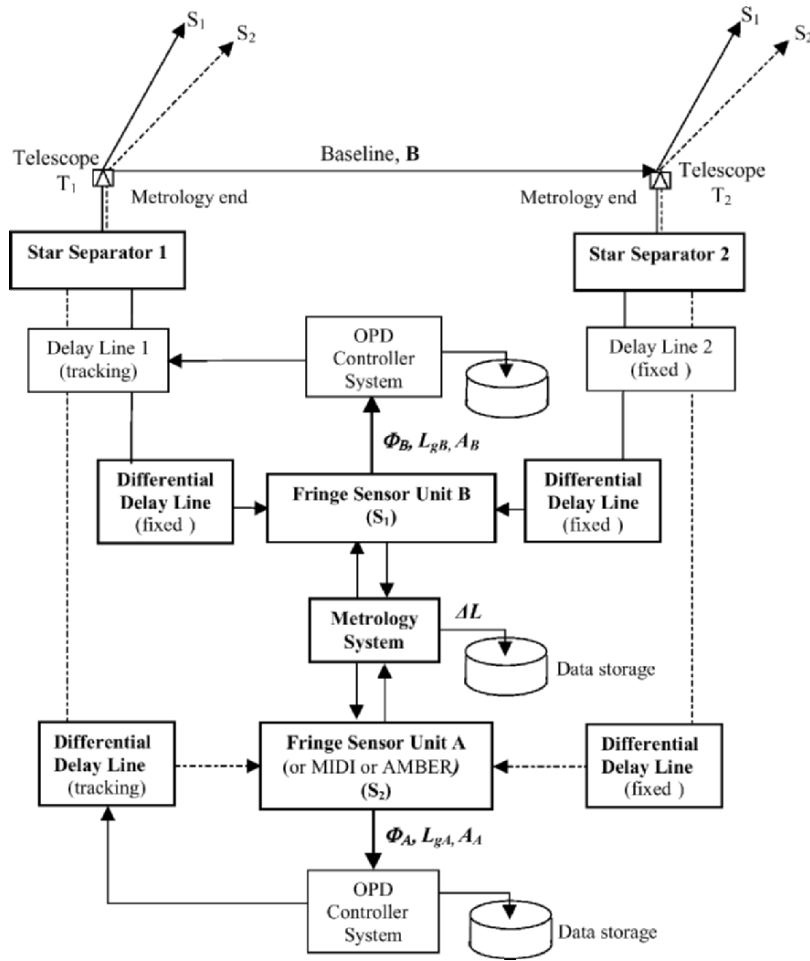 S1
S2
S1
S2
Telescope
T1
Baseline, B
Telescope
T2
Metrology end
Metrology end
Star Separator 1
Star Separator 2
Delay Line 1
(tracking)
OPD
Controller
System
Delay Line 2
(fixed )
ΦB, LgB, AB
Differential
Delay Line
(fixed )
Fringe Sensor Unit B
(S1)
Differential
Delay Line
(fixed )
Metrology
System
ΔL
Data storage
Differential
Delay Line
(tracking)
Fringe Sensor Unit A
(or MIDI or AMBER)
(S2)
Differential
Delay Line
(fixed )
ΦA, LgA, AA
OPD
Controller
System
Data storage